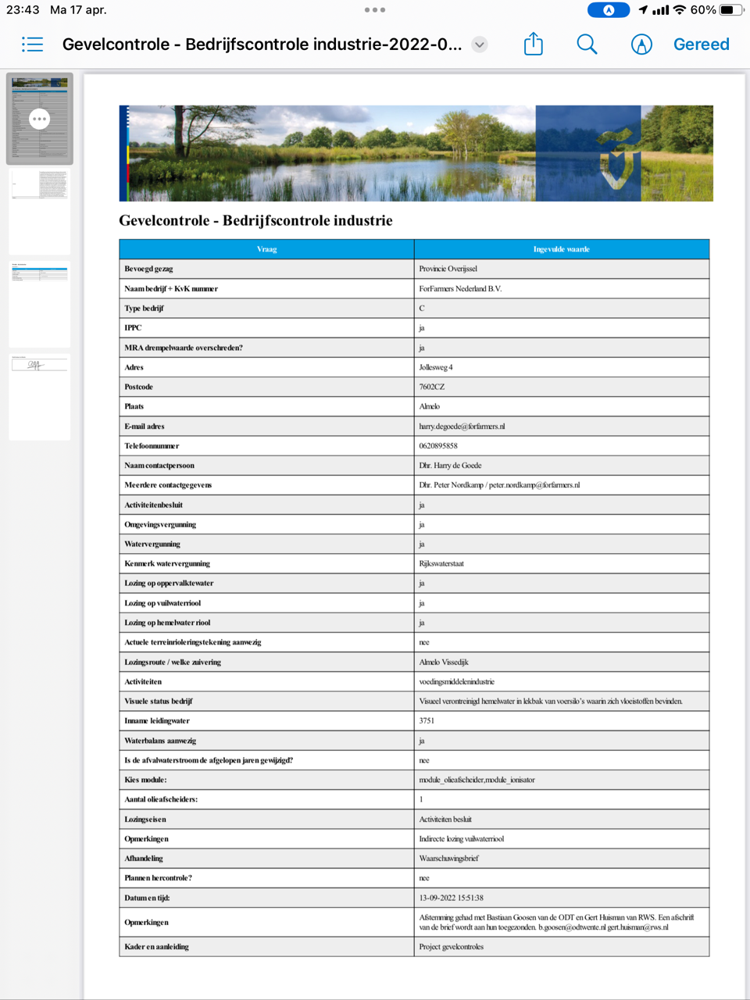 23:43 Ma 17 apr. 60%
Gevelcontrole - Bedrijfscontrole industrie-2022-0... Gereed
Gevelcontrole - Bedrijfscontrole industrie
Vraag Ingevulde waarde
Bevoegd gezag Provincie Overijssel
Naam bedrijf + KvK nummer ForFarmers Nederland B.V.
Type bedrijf C
IPPC ja
MRA drempelwaarde overschreden? ja
Adres Jollesweg 4
Postcode 7602CZ
Plaats Almelo
E-mail adres harry.degoede@forfarmers.nl
Telefoonnummer 0620895858
Naam contactpersoon Dhr. Harry de Goede
Meerdere contactgegevens Dhr. Peter Nordkamp / peter.nordkamp@forfarmers.nl
Activiteitenbesluit ja
Omgevingsvergunning ja
Watervergunning ja
Kenmerk watervergunning Rijkswaterstaat
Lozing op oppervalktewater ja
Lozing op vuilwaterriool ja
Lozing op hemelwater riool ja
Actuele terreinrioleringstekening aanwezig nee
Lozingsroute / welke zuivering Almelo Vissedijk
Activiteiten voedingsmiddelenindustrie
Visuele status bedrijf Visueel verontreinigd hemelwater in lekbak van voersilo's waarin zich vloeistoffen bevinden.
Inname leidingwater 3751
Waterbalans aanwezig ja
Is de afvalwaterstroom de afgelopen jaren gewijzigd? nee
Kies module: module_olieafscheider,module_ionisator
Aantal olieafscheiders: 1
Lozingseisen Activiteiten besluit
Opmerkingen Indirecte lozing vuilwaterriool
Afhandeling Waarschuwingsbrief
Plannen hercontrole? nee
Datum en tijd: 13-09-2022 15:51:38
Opmerkingen Afstemming gehad met Bastiaan Goosen van de ODT en Gert Huisman van RWS. Een afschrift
van de brief wordt aan hun toegezonden. b.goosen@odtwente.nl gert.huisman@rws.nl
Kader en aanleiding Project gevelcontroles